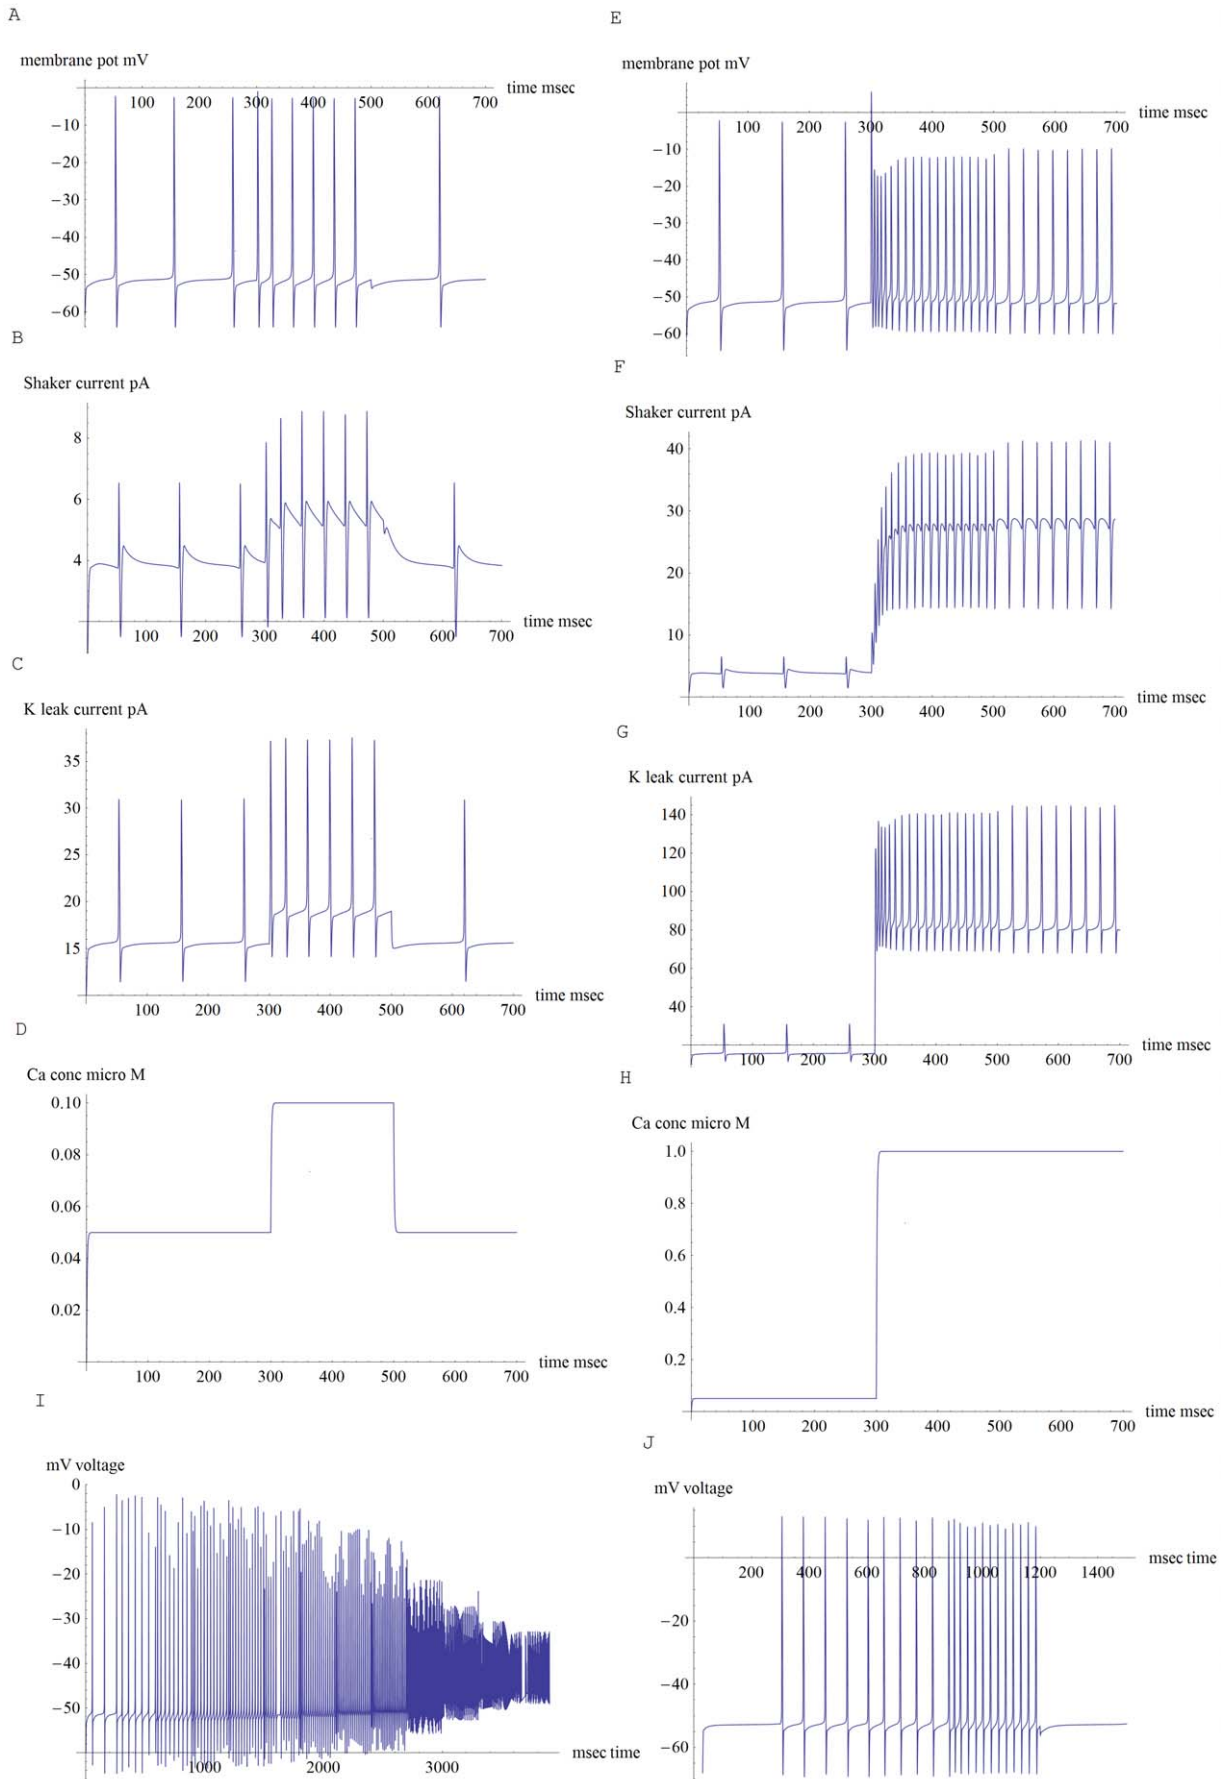 A
membrane pot mV
time msec
100 200 300 400 500 600 700
−10
−20
−30
−40
−50
−60
B
Shaker current pA
8
6
4
time msec
100 200 300 400 500 600 700
C
K leak current pA
35
30
25
20
15
time msec
100 200 300 400 500 600 700
D
Ca conc micro M
0.10
0.08
0.06
0.04
0.02
time msec
100 200 300 400 500 600 700
E
membrane pot mV
time msec
100 200 300 400 500 600 700
−10
−20
−30
−40
−50
−60
F
Shaker current pA
40
30
20
10
time msec
100 200 300 400 500 600 700
G
K leak current pA
140
120
100
80
60
40
time msec
100 200 300 400 500 600 700
H
Ca conc micro M
1.0
0.8
0.6
0.4
0.2
time msec
100 200 300 400 500 600 700
I
mV voltage
0
−10
−20
−30
−40
−50
msec time
1000 2000 3000
J
mV voltage
msec time
200 400 600 800 1000 1200 1400
−20
−40
−60